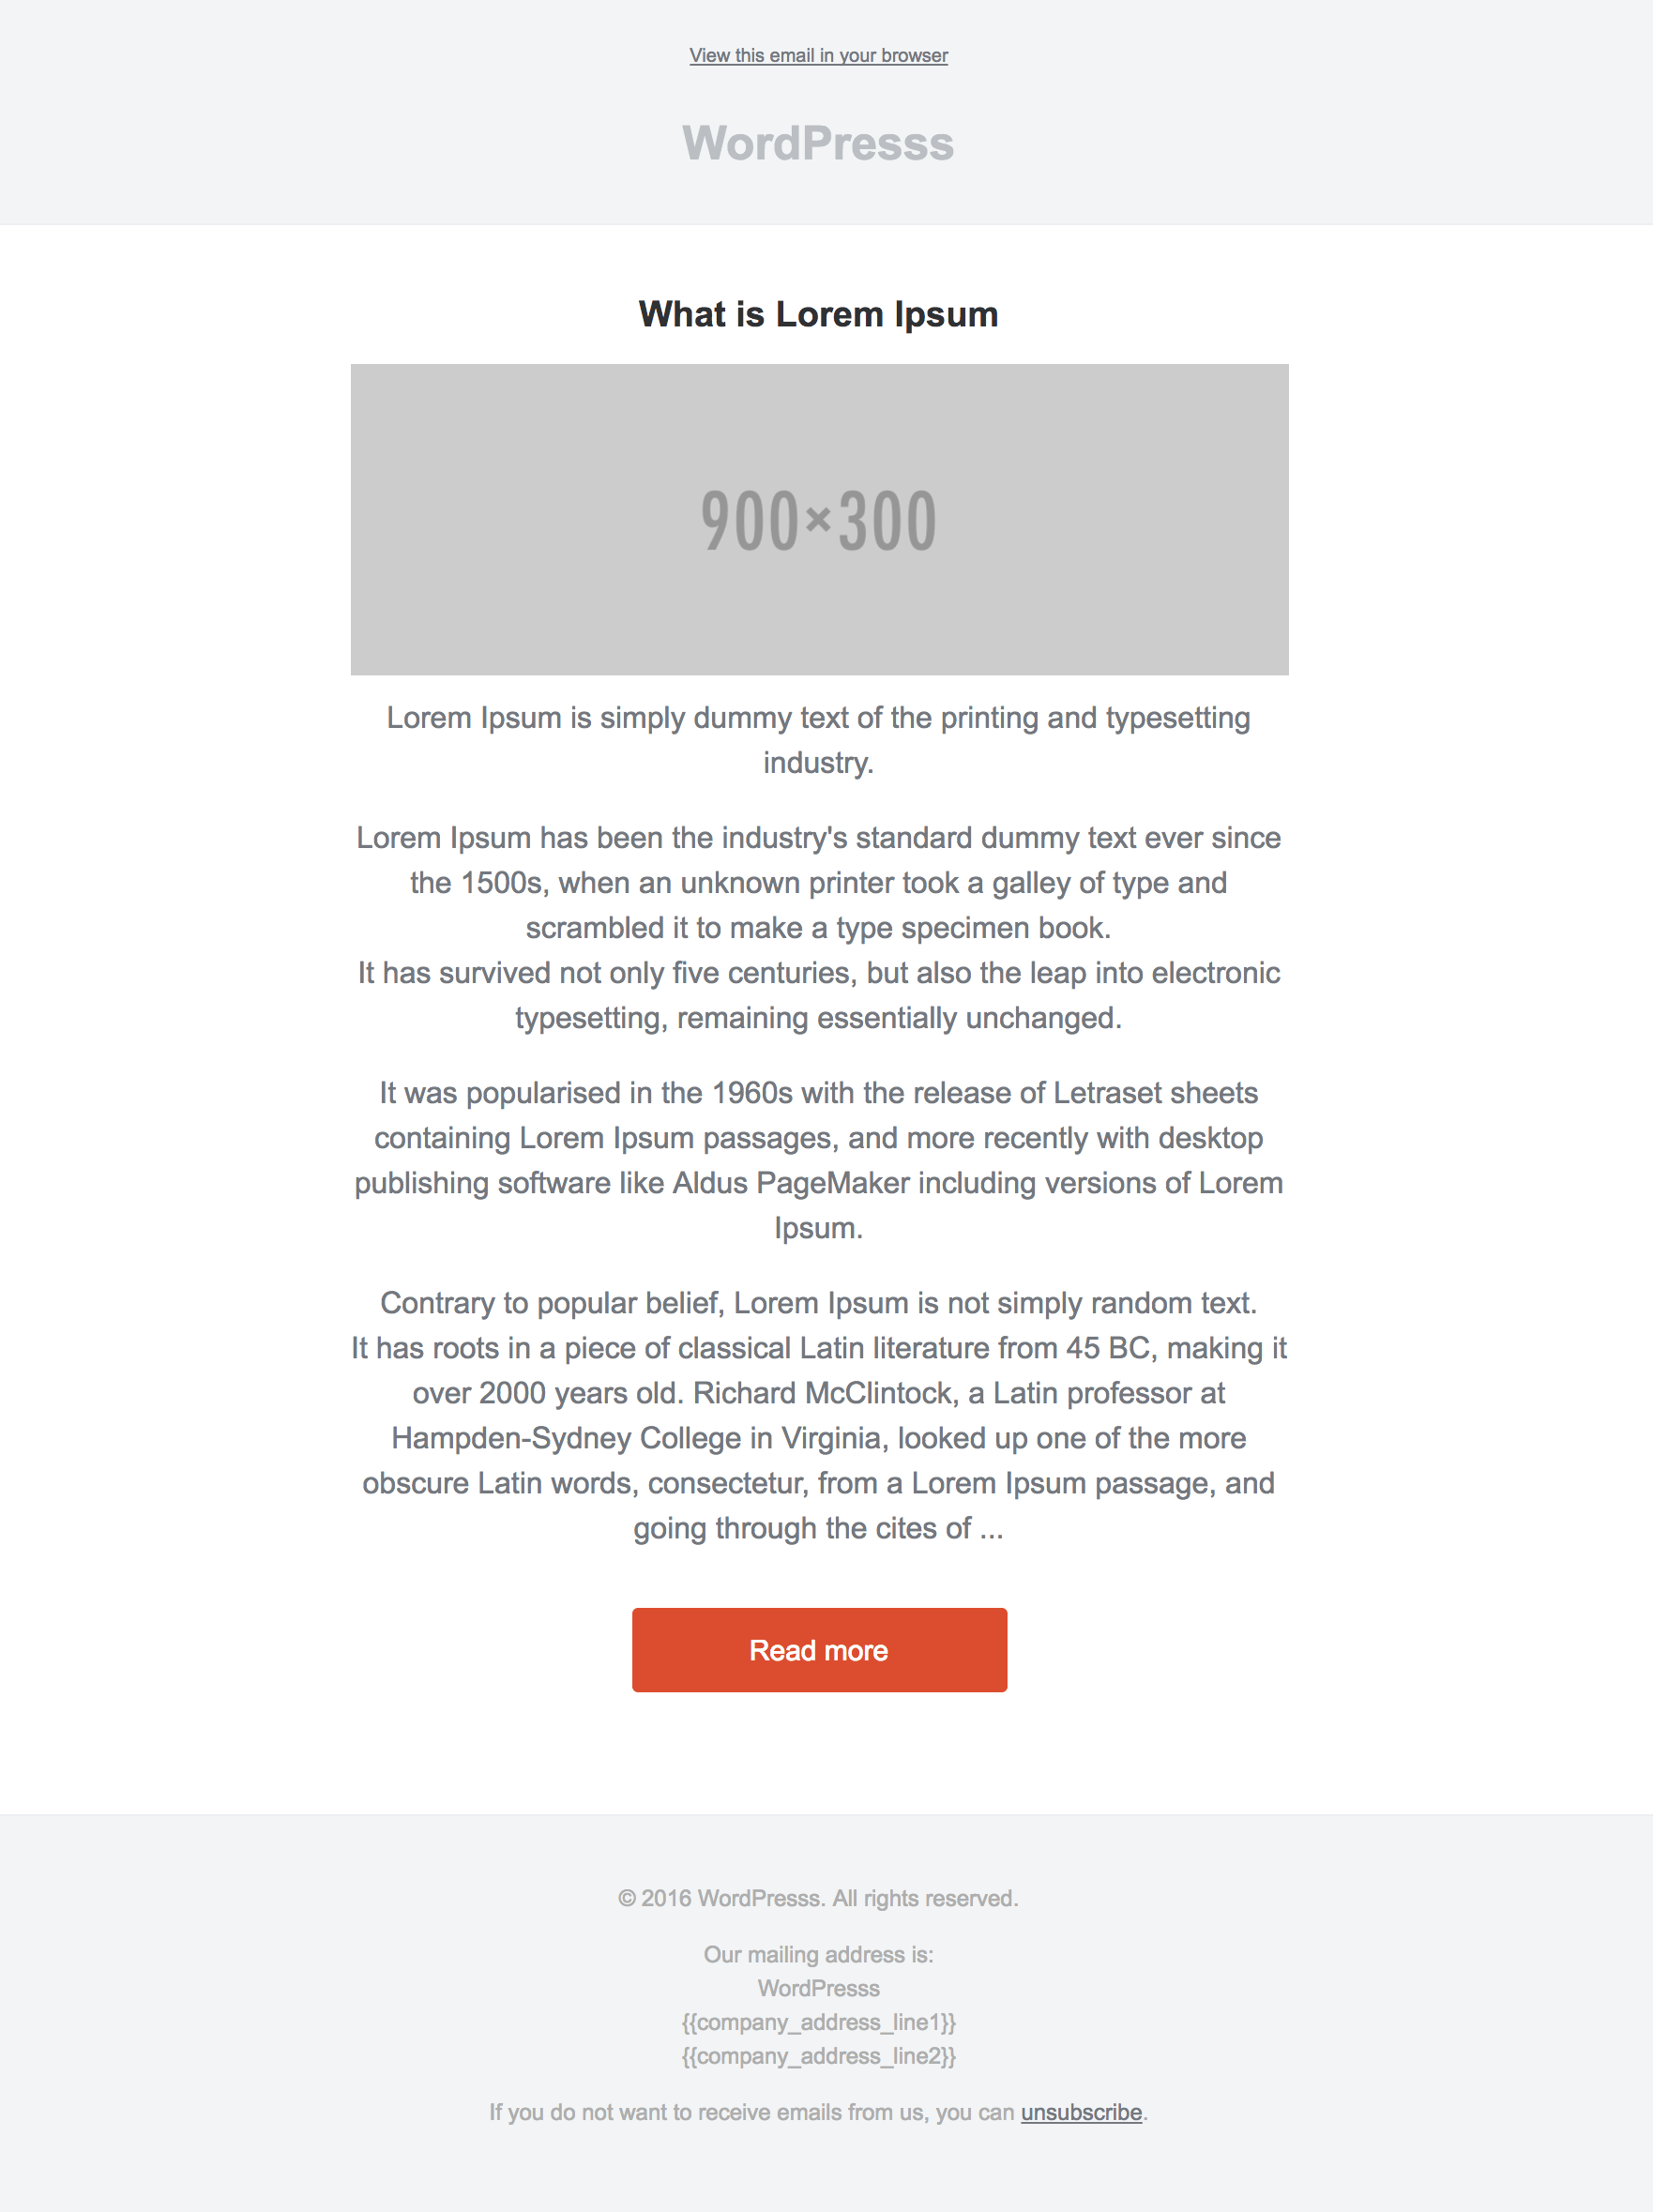 View this email in your browser
WordPresss
What is Lorem Ipsum
900×300
Lorem Ipsum is simply dummy text of the printing and typesetting
industry.
Lorem Ipsum has been the industry's standard dummy text ever since
the 1500s, when an unknown printer took a galley of type and
scrambled it to make a type specimen book.
It has survived not only five centuries, but also the leap into electronic
typesetting, remaining essentially unchanged.
It was popularised in the 1960s with the release of Letraset sheets
containing Lorem Ipsum passages, and more recently with desktop
publishing software like Aldus PageMaker including versions of Lorem
Ipsum.
Contrary to popular belief, Lorem Ipsum is not simply random text.
It has roots in a piece of classical Latin literature from 45 BC, making it
over 2000 years old. Richard McClintock, a Latin professor at
Hampden-Sydney College in Virginia, looked up one of the more
obscure Latin words, consectetur, from a Lorem Ipsum passage, and
going through the cites of ...
Read more
© 2016 WordPresss. All rights reserved.
Our mailing address is:
WordPresss
{{company_address_line1}}
{{company_address_line2}}
If you do not want to receive emails from us, you can unsubscribe.